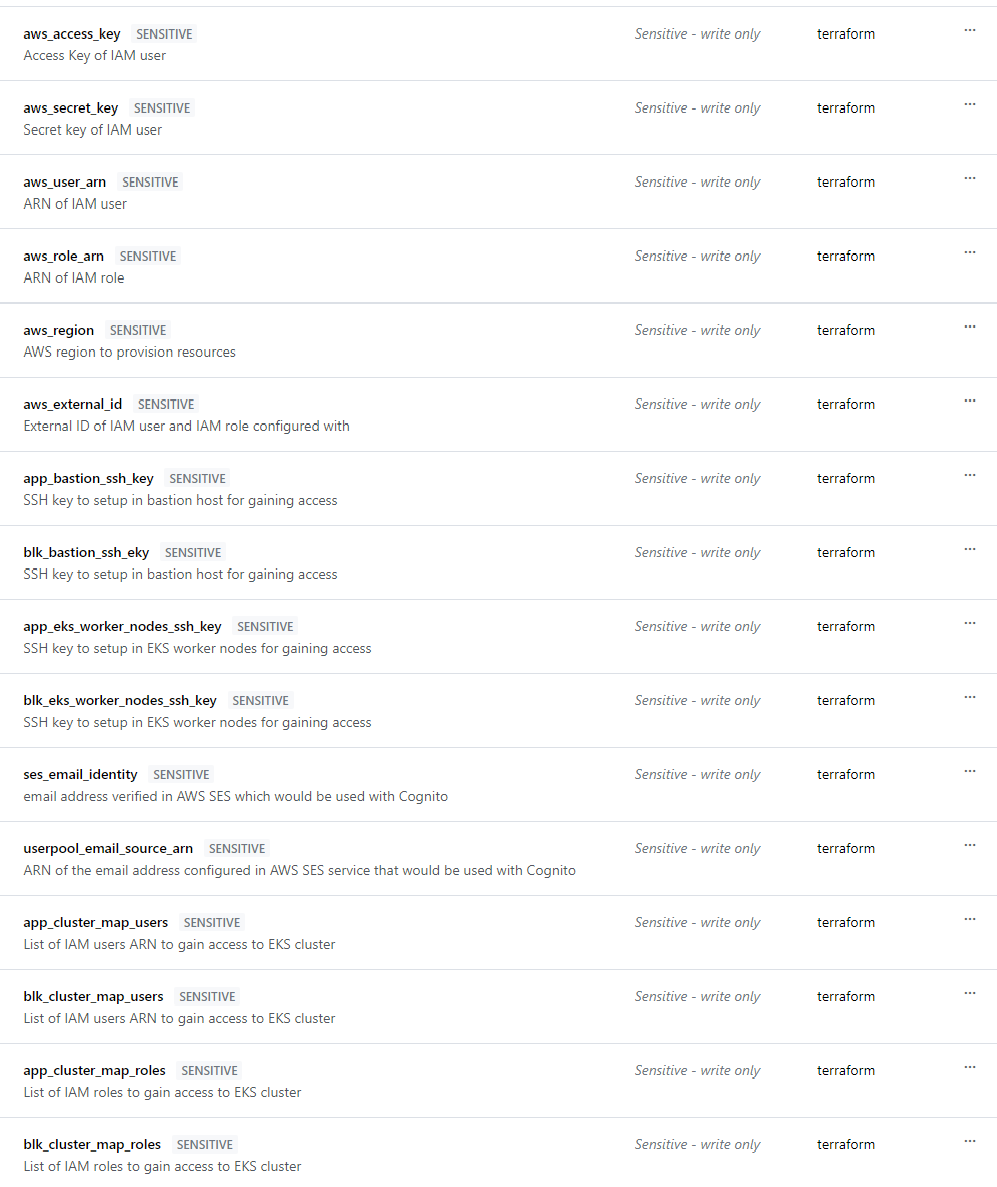 aws_access_key SENSITIVE Sensitive - write only terraform ...
Access Key of IAM user
aws_secret_key SENSITIVE Sensitive - write only terraform ...
Secret key of IAM user
aws_user_arn SENSITIVE Sensitive - write only terraform ...
ARN of IAM user
aws_role_arn SENSITIVE Sensitive - write only terraform ...
ARN of IAM role
aws_region SENSITIVE Sensitive - write only terraform ...
AWS region to provision resources
aws_external_id SENSITIVE Sensitive - write only terraform ...
External ID of IAM user and IAM role configured with
app_bastion_ssh_key SENSITIVE Sensitive - write only terraform ...
SSH key to setup in bastion host for gaining access
blk_bastion_ssh_eky SENSITIVE Sensitive - write only terraform ...
SSH key to setup in bastion host for gaining access
app_eks_worker_nodes_ssh_key SENSITIVE Sensitive - write only terraform ...
SSH key to setup in EKS worker nodes for gaining access
blk_eks_worker_nodes_ssh_key SENSITIVE Sensitive - write only terraform ...
SSH key to setup in EKS worker nodes for gaining access
ses_email_identity SENSITIVE Sensitive - write only terraform ...
email address verified in AWS SES which would be used with Cognito
userpool_email_source_arn SENSITIVE Sensitive - write only terraform ...
ARN of the email address configured in AWS SES service that would be used with Cognito
app_cluster_map_users SENSITIVE Sensitive - write only terraform ...
List of IAM users ARN to gain access to EKS cluster
blk_cluster_map_users SENSITIVE Sensitive - write only terraform ...
List of IAM users ARN to gain access to EKS cluster
app_cluster_map_roles SENSITIVE Sensitive - write only terraform ...
List of IAM roles to gain access to EKS cluster
blk_cluster_map_roles SENSITIVE Sensitive - write only terraform ...
List of IAM roles to gain access to EKS cluster